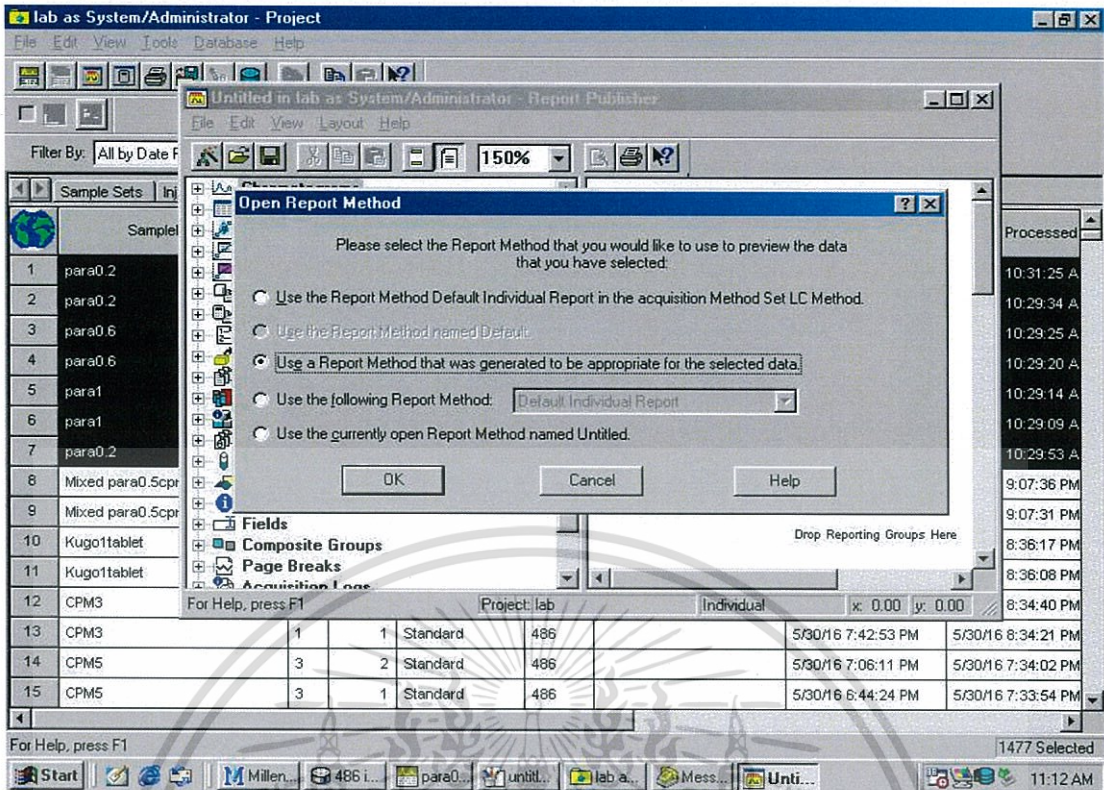 lab as System/Administrator - Project
File Edit View Tools Database Help
Untitled in lab as System/Administrator - Report Publisher
File Edit View Layout Help
150%
Filter By: All by Date
Sample Sets
Open Report Method
Please select the Report Method that you would like to use to preview the data
that you have selected:
Use the Report Method Default Individual Report in the acquisition Method Set LC Method.
Use the Report Method named Default.
Use a Report Method that was generated to be appropriate for the selected data.
Use the following Report Method: Default Individual Report
Use the currently open Report Method named Untitled.
OK Cancel Help
Processed
1 para0.2 10:31:25 A
2 para0.2 10:29:34 A
3 para0.6 10:29:25 A
4 para0.6 10:29:20 A
5 para1 10:29:14 A
6 para1 10:29:09 A
7 para0.2 10:29:53 A
8 Mixed para0.5cpr 9:07:36 PM
9 Mixed para0.5cpr 9:07:31 PM
10 Kugo1tablet 8:36:17 PM
11 Kugo1tablet 8:36:08 PM
12 CPM3 8:34:40 PM
Fields
Composite Groups
Page Breaks
Acquisition Logs
Drop Reporting Groups Here
For Help, press F1 Project: lab Individual x: 0.00 y: 0.00
13 CPM3 1 1 Standard 486 5/30/16 7:42:53 PM 5/30/16 8:34:21 PM
14 CPM5 3 2 Standard 486 5/30/16 7:06:11 PM 5/30/16 7:34:02 PM
15 CPM5 3 1 Standard 486 5/30/16 6:44:24 PM 5/30/16 7:33:54 PM
For Help, press F1 1477 Selected
Start Millen... 486 i... para0... untitl... lab a... Mess... Unti... 11:12 AM